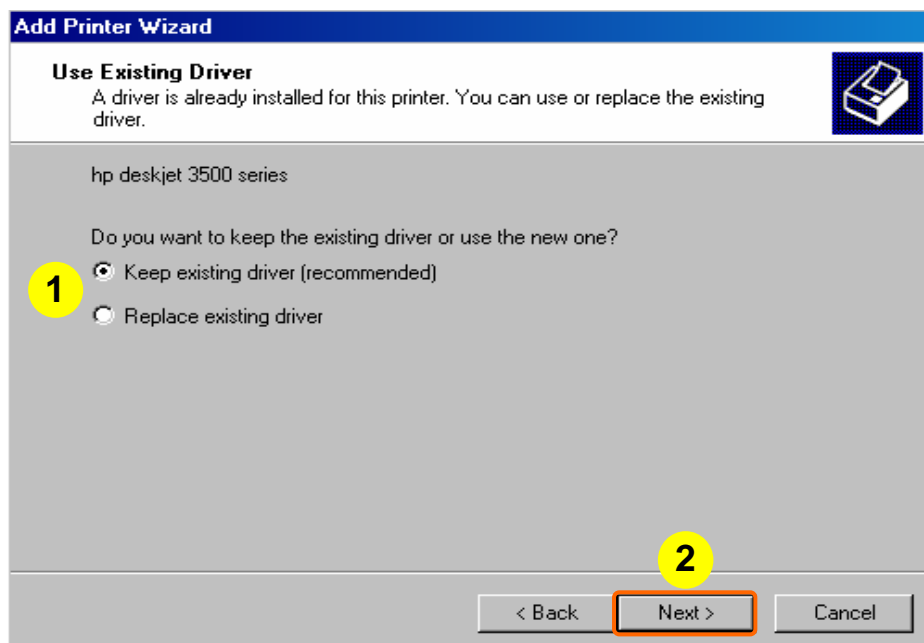 Add Printer Wizard
Use Existing Driver
A driver is already installed for this printer. You can use or replace the existing
driver.
hp deskjet 3500 series
Do you want to keep the existing driver or use the new one?
1
Keep existing driver (recommended)
Replace existing driver
2
< Back
Next >
Cancel